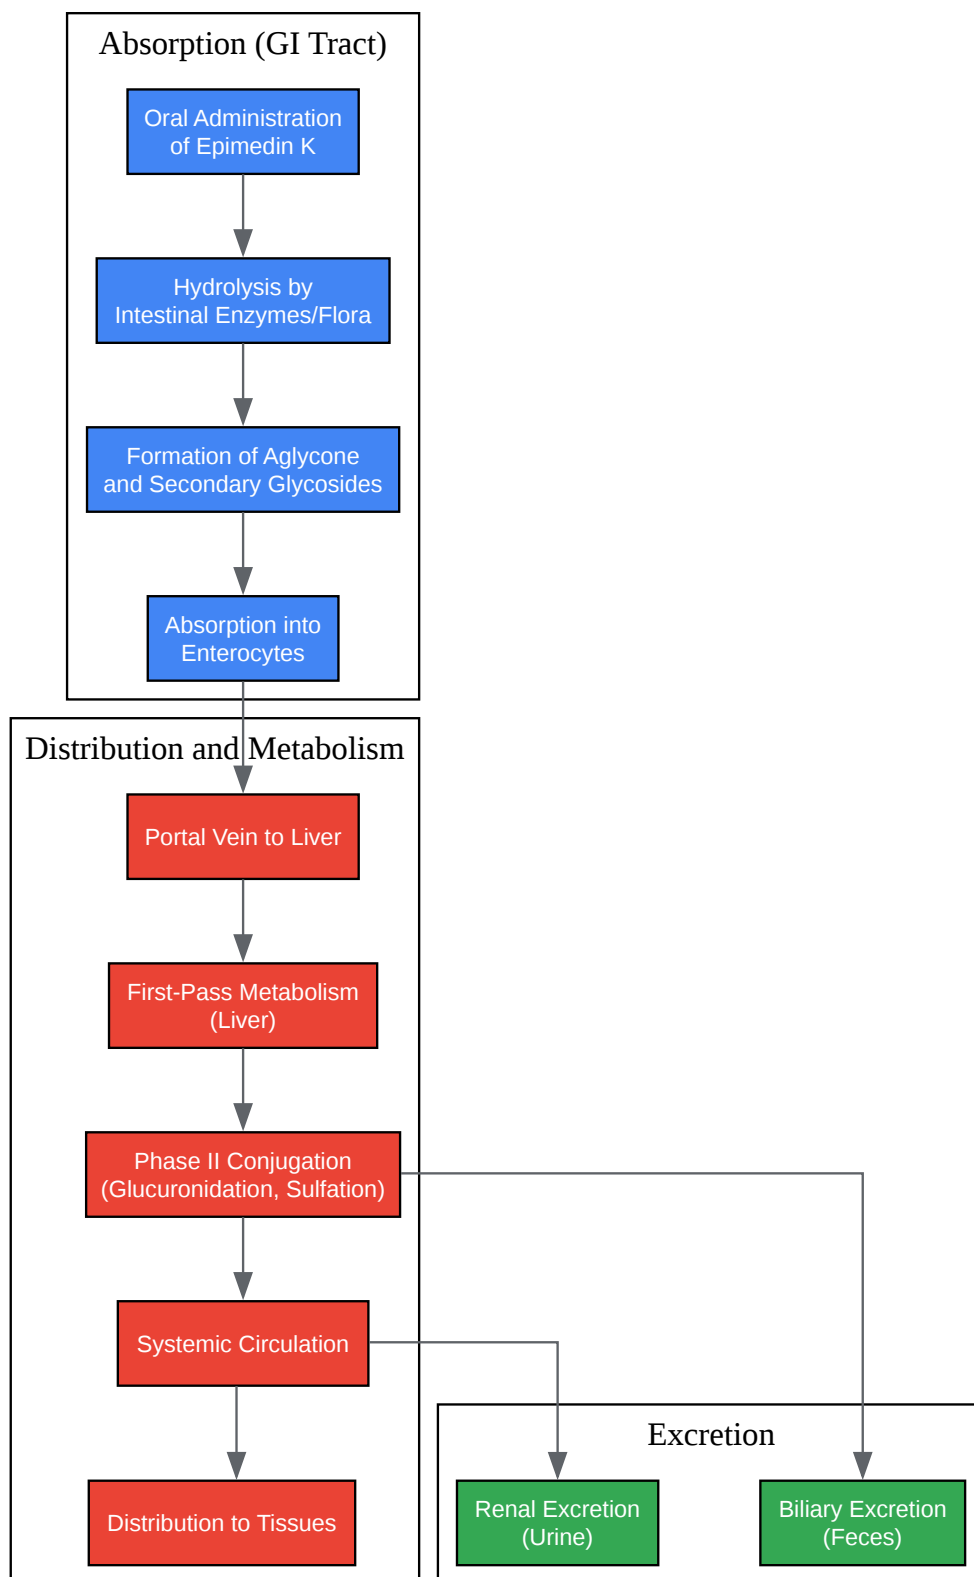 Absorption (GI Tract)
Oral Administration
of Epimedin K
Hydrolysis by
Intestinal Enzymes/Flora
Formation of Aglycone
and Secondary Glycosides
Absorption into
Enterocytes
Distribution and Metabolism
Portal Vein to Liver
First-Pass Metabolism
(Liver)
Phase II Conjugation
(Glucuronidation, Sulfation)
Systemic Circulation
Distribution to Tissues
Excretion
Renal Excretion
(Urine)
Biliary Excretion
(Feces)